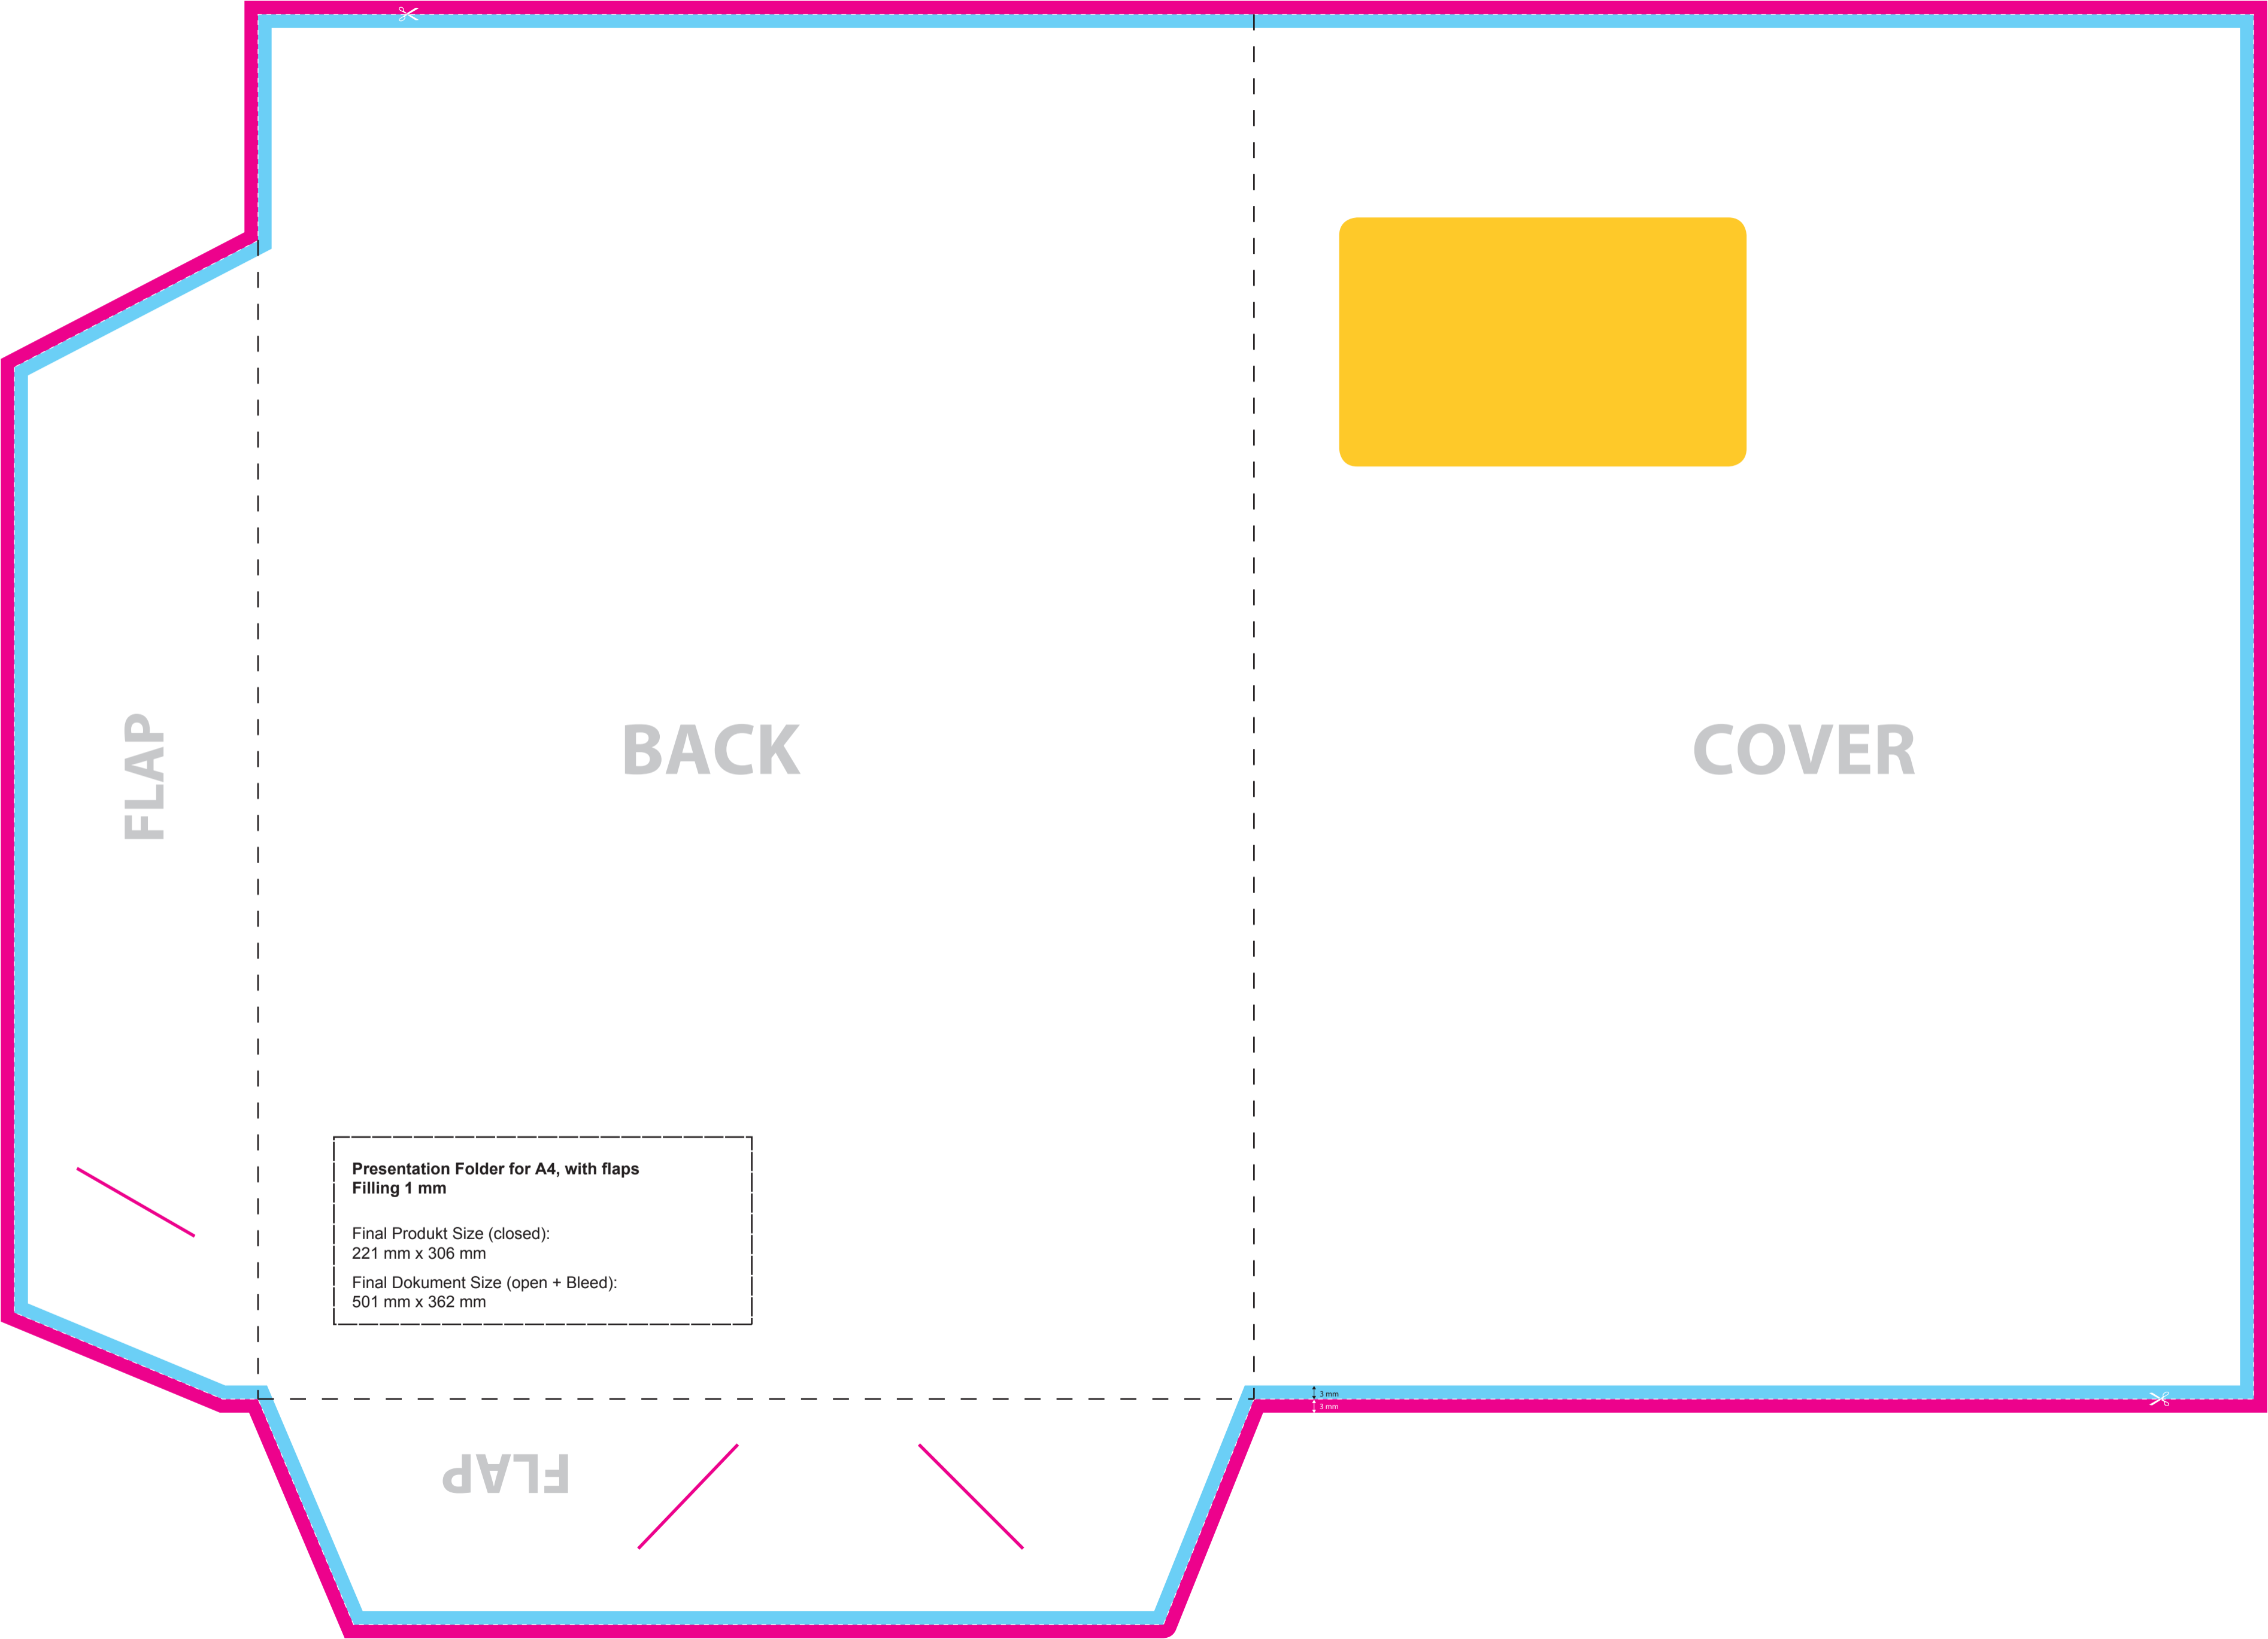 FLAP
BACK
COVER
Presentation Folder for A4, with flaps
Filling 1 mm
Final Produkt Size (closed):
221 mm x 306 mm
Final Dokument Size (open + Bleed):
501 mm x 362 mm
3 mm
3 mm
FLAP